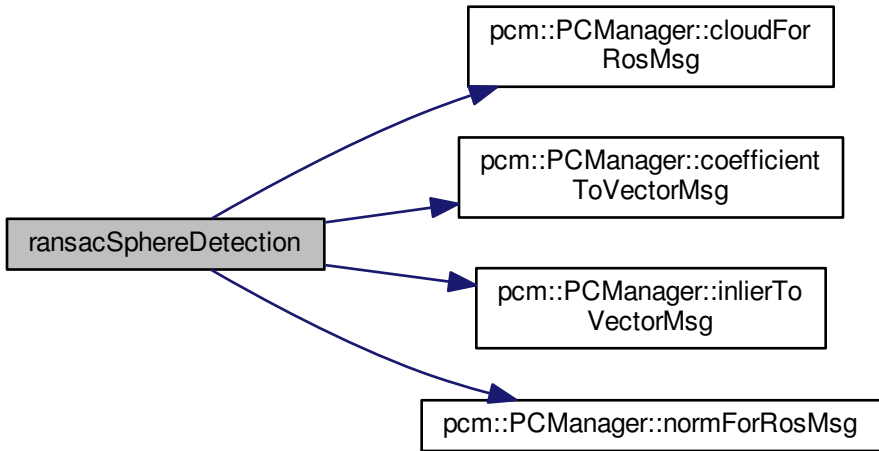 pcm::PCManager::cloudFor
RosMsg
pcm::PCManager::coefficient
ToVectorMsg
ransacSphereDetection
pcm::PCManager::inlierTo
VectorMsg
pcm::PCManager::normForRosMsg